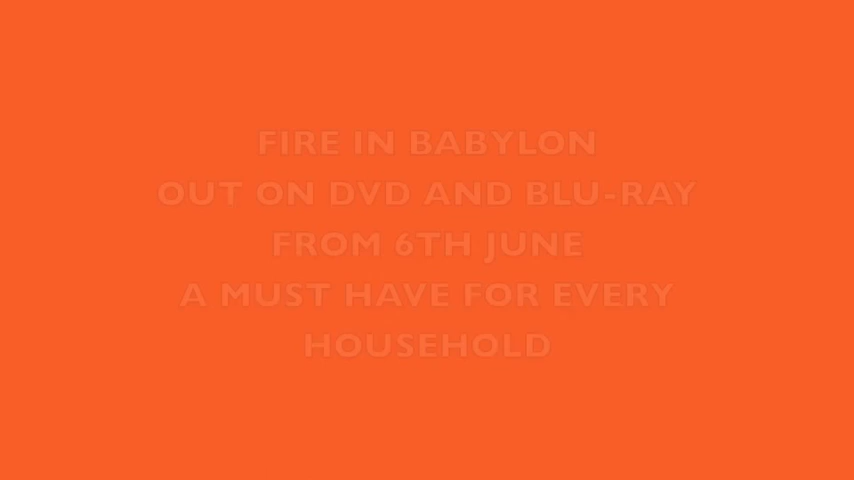 FIRE IN BABYLON
OUT ON DVD AND BLU-RAY
FROM 6TH JUNE
A MUST HAVE FOR EVERY
HOUSEHOLD